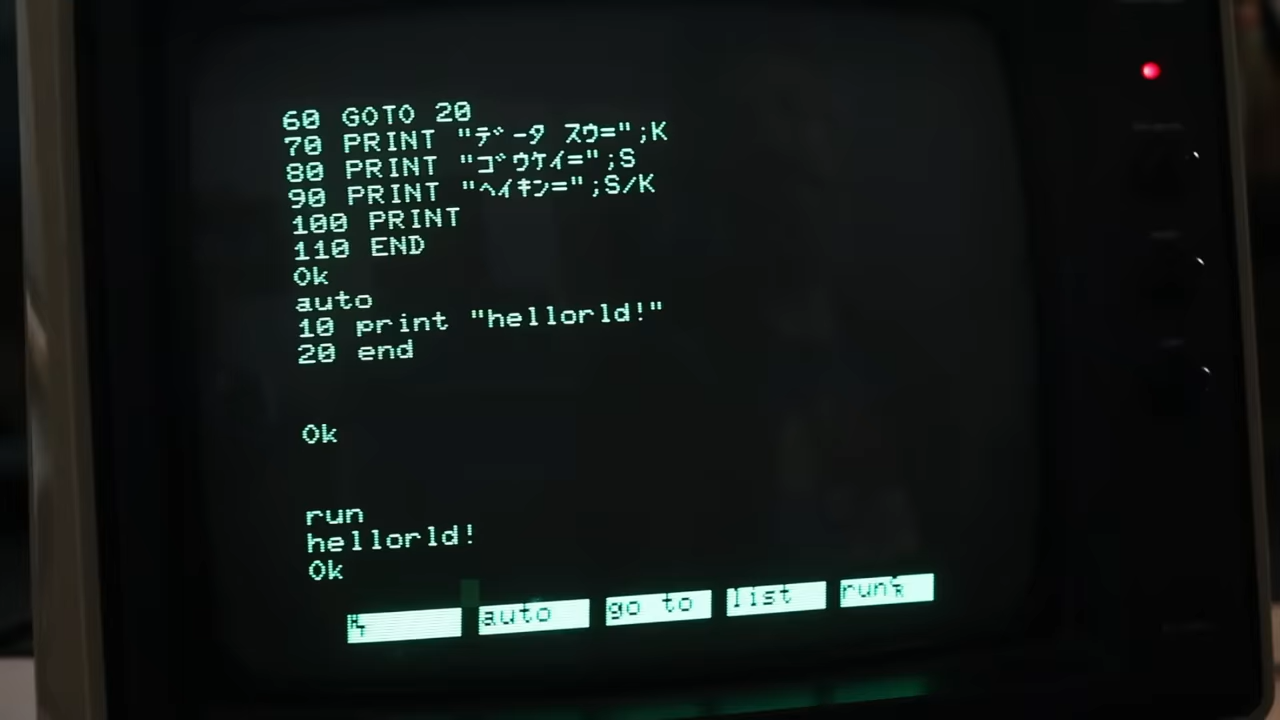 60 GOTO 20
70 PRINT "データ スウ=";K
80 PRINT "ゴウケイ=";S
90 PRINT "ヘイキン=";S/K
100 PRINT
110 END
Ok
auto
10 print "hellorld!"
20 end
Ok
run
hellorld!
Ok
auto go to list run